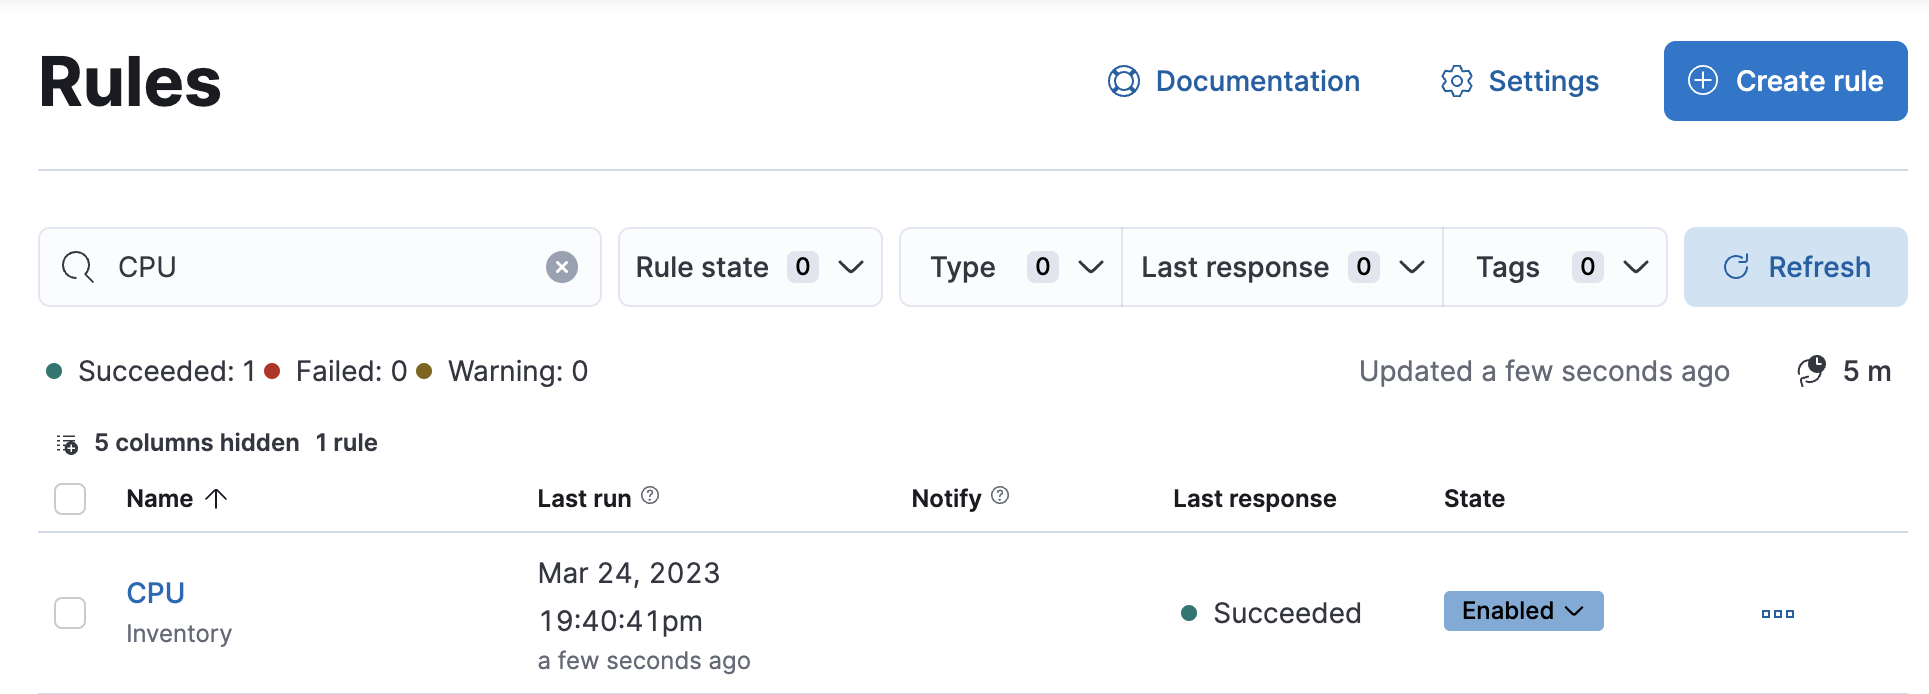 Rules
Documentation
Settings
Create rule
CPU
Rule state 0
Type 0
Last response 0
Tags 0
Refresh
Succeeded: 1 Failed: 0 Warning: 0
Updated a few seconds ago
5 m
5 columns hidden 1 rule
Name Last run Notify Last response State
CPU
Inventory
Mar 24, 2023
19:40:41pm
a few seconds ago
Succeeded
Enabled